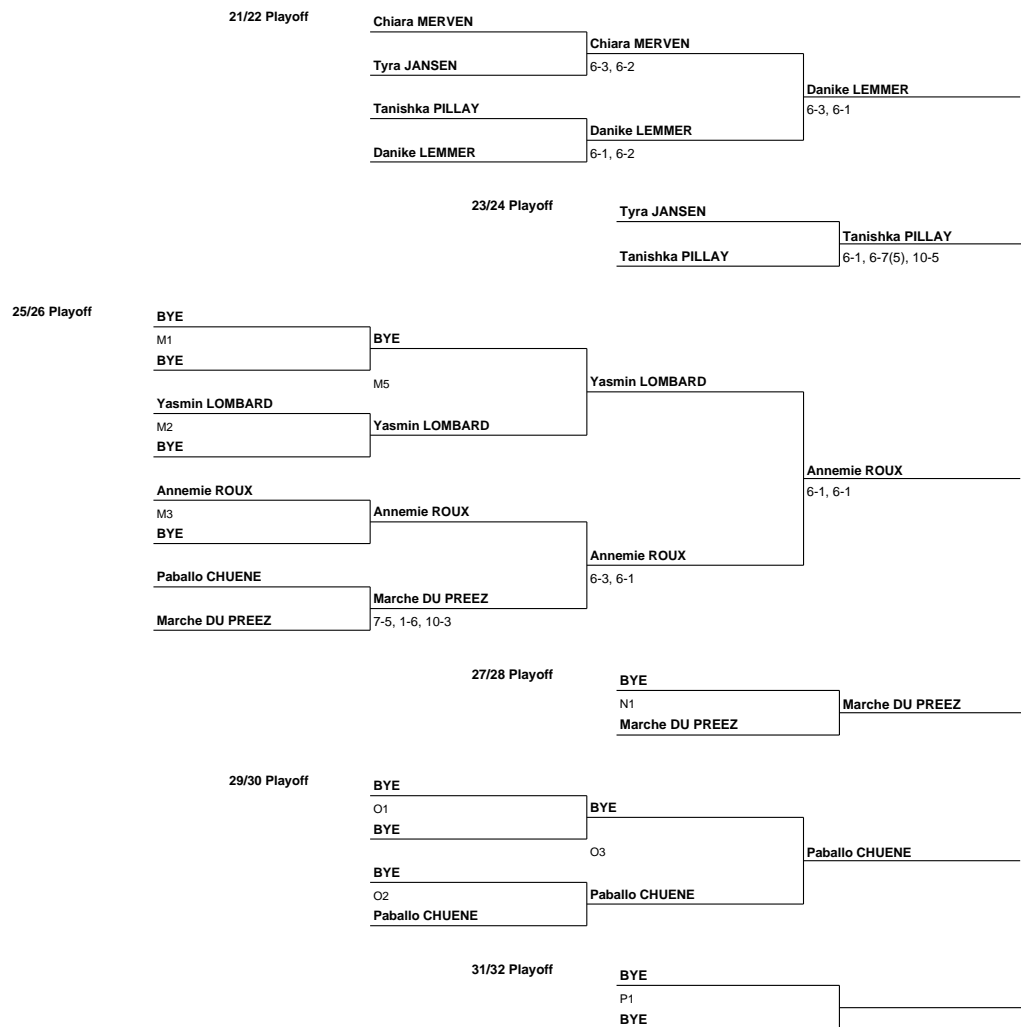 21/22 Playoff
Chiara MERVEN
Chiara MERVEN
Tyra JANSEN
6-3, 6-2
Danike LEMMER
6-3, 6-1
Tanishka PILLAY
Danike LEMMER
Danike LEMMER
6-1, 6-2
23/24 Playoff
Tyra JANSEN
Tanishka PILLAY
Tanishka PILLAY
6-1, 6-7(5), 10-5
25/26 Playoff
BYE
M1
BYE
BYE
M5
Yasmin LOMBARD
Yasmin LOMBARD
M2
Yasmin LOMBARD
BYE
Annemie ROUX
6-1, 6-1
Annemie ROUX
M3
Annemie ROUX
BYE
Annemie ROUX
6-3, 6-1
Paballo CHUENE
Marche DU PREEZ
Marche DU PREEZ
7-5, 1-6, 10-3
27/28 Playoff
BYE
N1
Marche DU PREEZ
Marche DU PREEZ
29/30 Playoff
BYE
O1
BYE
BYE
O3
Paballo CHUENE
BYE
O2
Paballo CHUENE
Paballo CHUENE
31/32 Playoff
BYE
P1
BYE